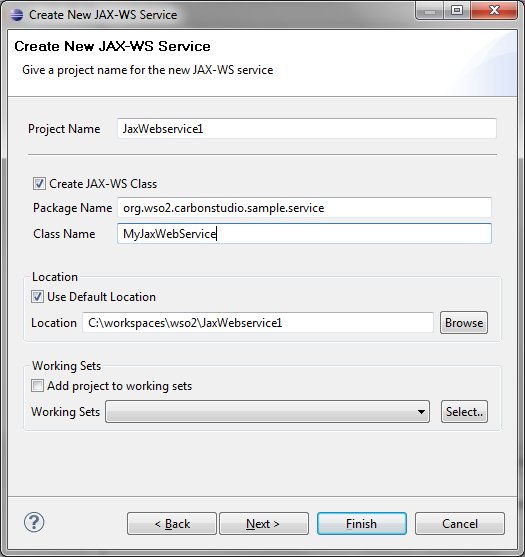 Create New JAX-WS Service
Create New JAX-WS Service
Give a project name for the new JAX-WS service
Project Name JaxWebservice1
Create JAX-WS Class
Package Name org.wso2.carbonstudio.sample.service
Class Name MyJaxWebService
Location
Use Default Location
Location C:\workspaces\wso2\JaxWebservice1 Browse
Working Sets
Add project to working sets
Working Sets Select..
? < Back Next > Finish Cancel